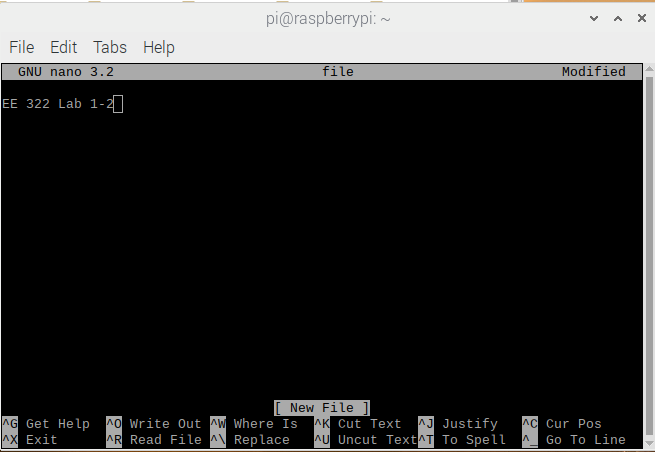 pi@raspberrypi: ~
File Edit Tabs Help
GNU nano 3.2 file Modified
EE 322 Lab 1-2
[ New File ]
^G Get Help ^O Write Out ^W Where Is ^K Cut Text ^J Justify ^C Cur Pos
^X Exit ^R Read File ^\ Replace ^U Uncut Text ^T To Spell ^_ Go To Line